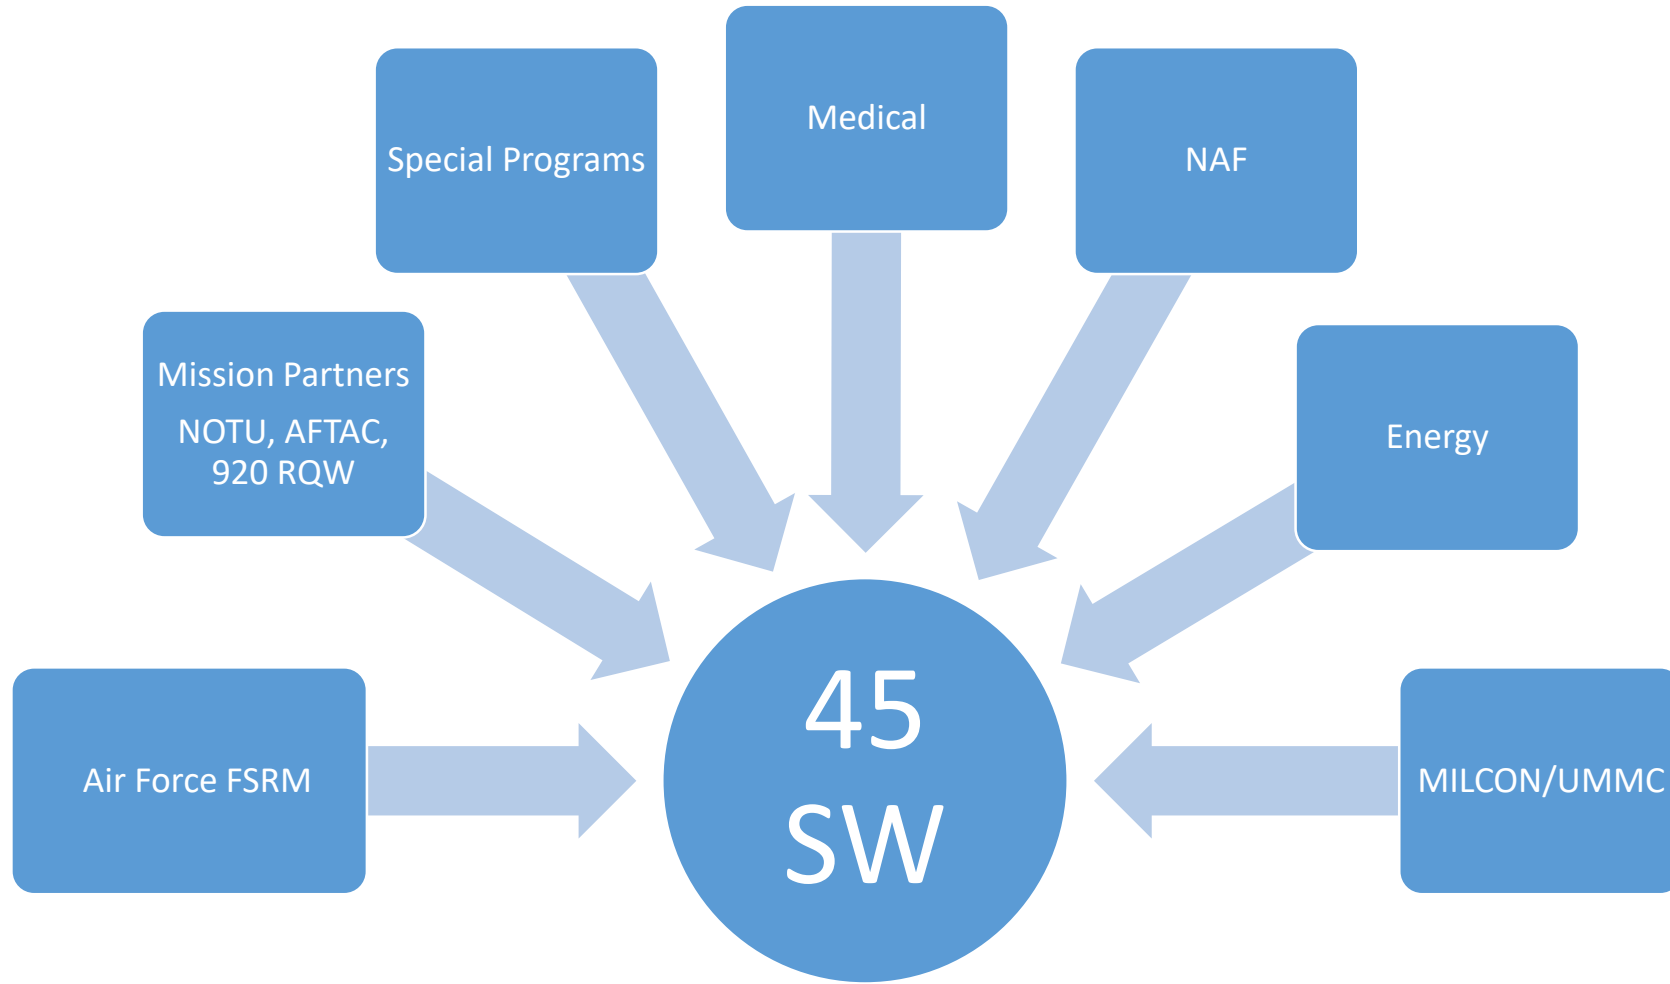 Medical
Special Programs
NAF
Mission Partners
NOTU, AFTAC,
920 RQW
Energy
Air Force FSRM
45
SW
MILCON/UMMC